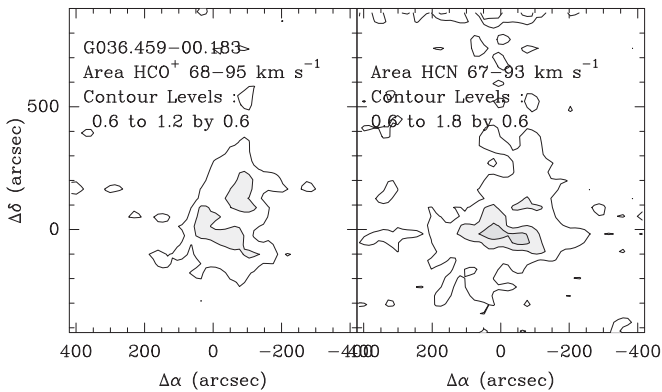 G036.459−00.183
Area HCO+ 68−95 km s−1
Contour Levels :
0.6 to 1.2 by 0.6
Area HCN 67−93 km s−1
Contour Levels :
0.6 to 1.8 by 0.6
500
0
Δδ (arcsec)
400 200 0 −200 −400
400 200 0 −200 −400
Δα (arcsec)
Δα (arcsec)